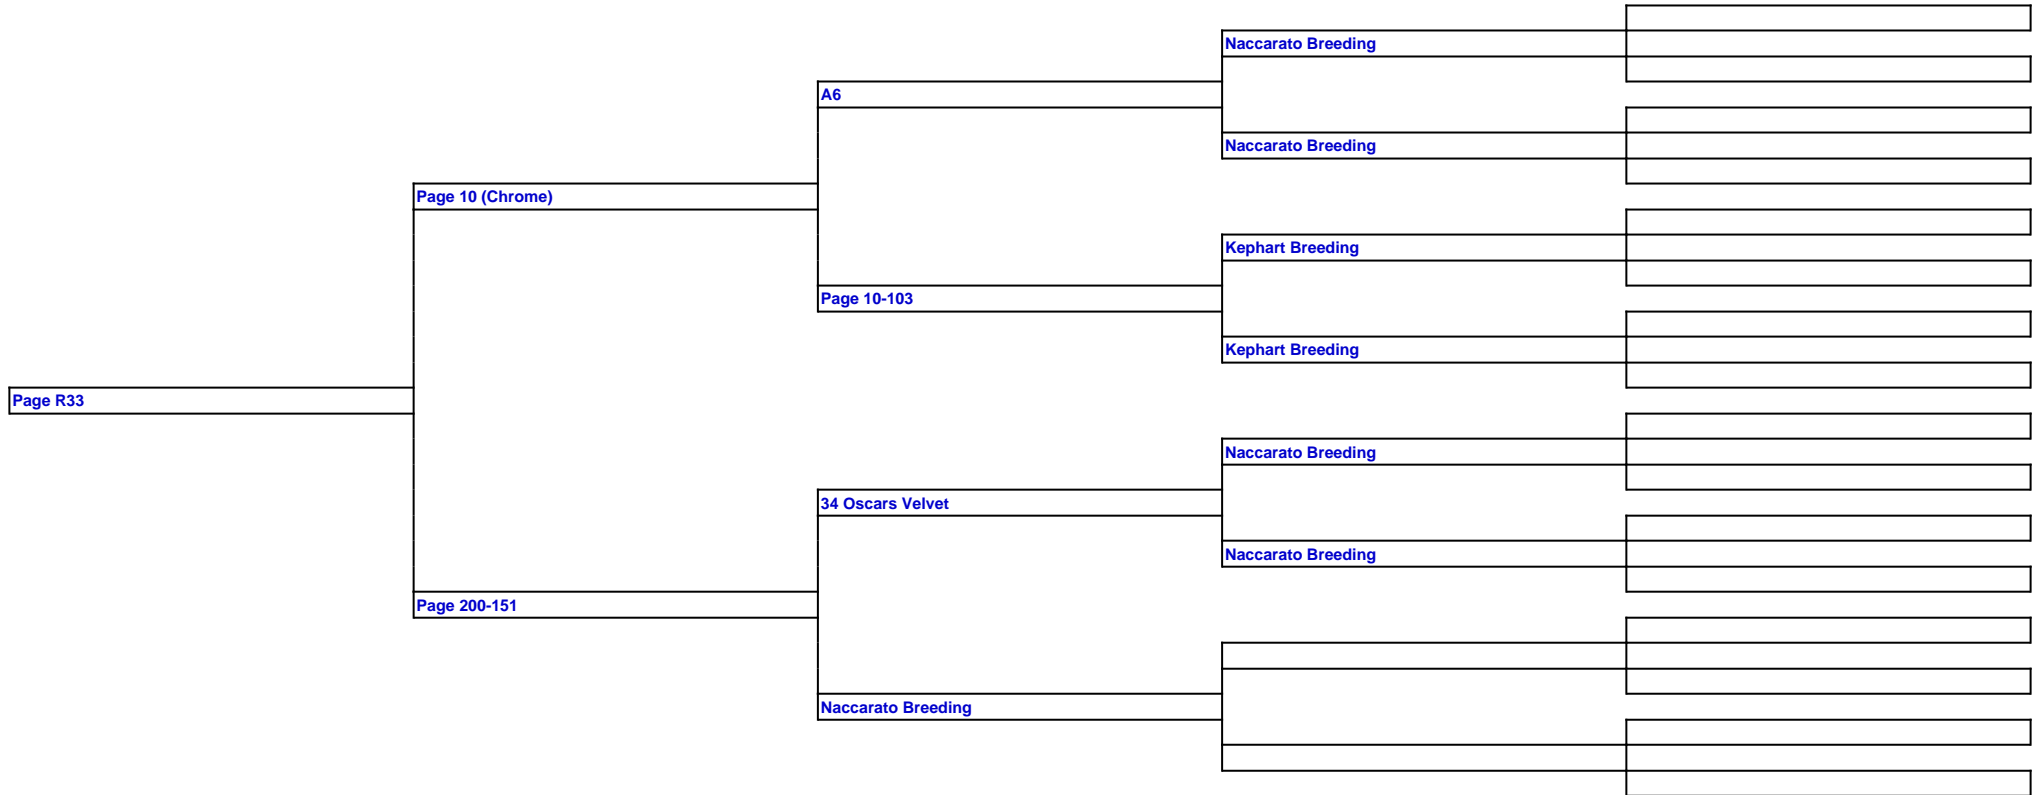 Naccarato Breeding
A6
Naccarato Breeding
Page 10 (Chrome)
Kephart Breeding
Page 10-103
Kephart Breeding
Page R33
Naccarato Breeding
34 Oscars Velvet
Naccarato Breeding
Page 200-151
Naccarato Breeding